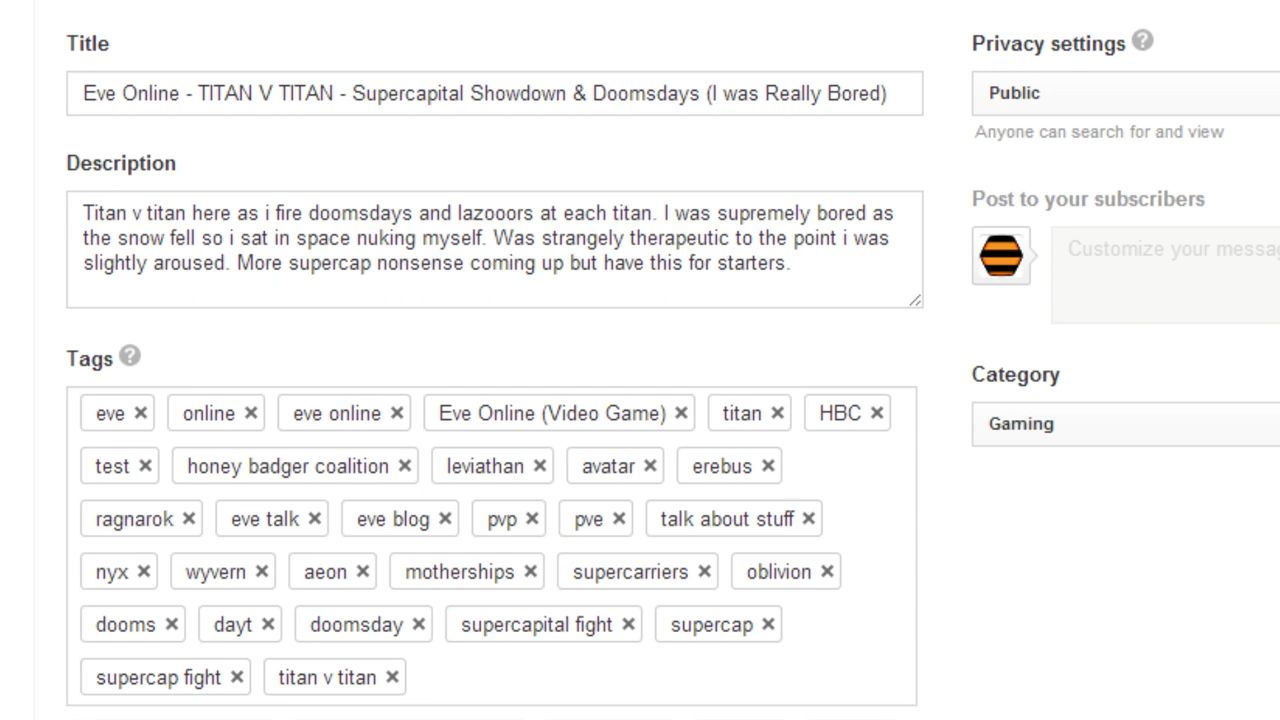 Title
Eve Online - TITAN V TITAN - Supercapital Showdown & Doomsdays (I was Really Bored)
Description
Titan v titan here as i fire doomsdays and lazooors at each titan. I was supremely bored as
the snow fell so i sat in space nuking myself. Was strangely therapeutic to the point i was
slightly aroused. More supercap nonsense coming up but have this for starters.
Tags ?
eve × online × eve online × Eve Online (Video Game) × titan × HBC ×
test × honey badger coalition × leviathan × avatar × erebus ×
ragnarok × eve talk × eve blog × pvp × pve × talk about stuff ×
nyx × wyvern × aeon × motherships × supercarriers × oblivion ×
dooms × dayt × doomsday × supercapital fight × supercap ×
supercap fight × titan v titan ×
Privacy settings ?
Public
Anyone can search for and view
Post to your subscribers
Customize your messag
Category
Gaming